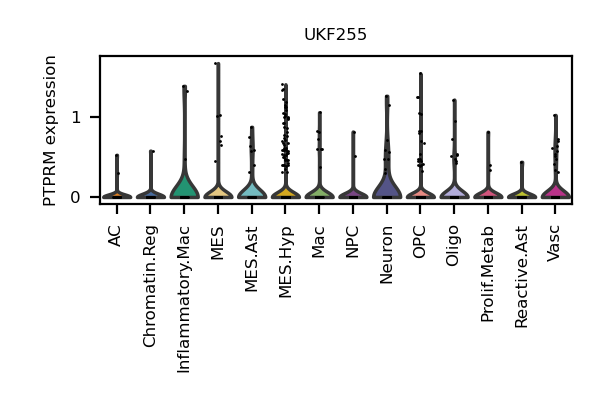 UKF255
PTPRM expression
1
0
AC
Chromatin.Reg
Inflammatory.Mac
MES
MES.Ast
MES.Hyp
Mac
NPC
Neuron
OPC
Oligo
Prolif.Metab
Reactive.Ast
Vasc